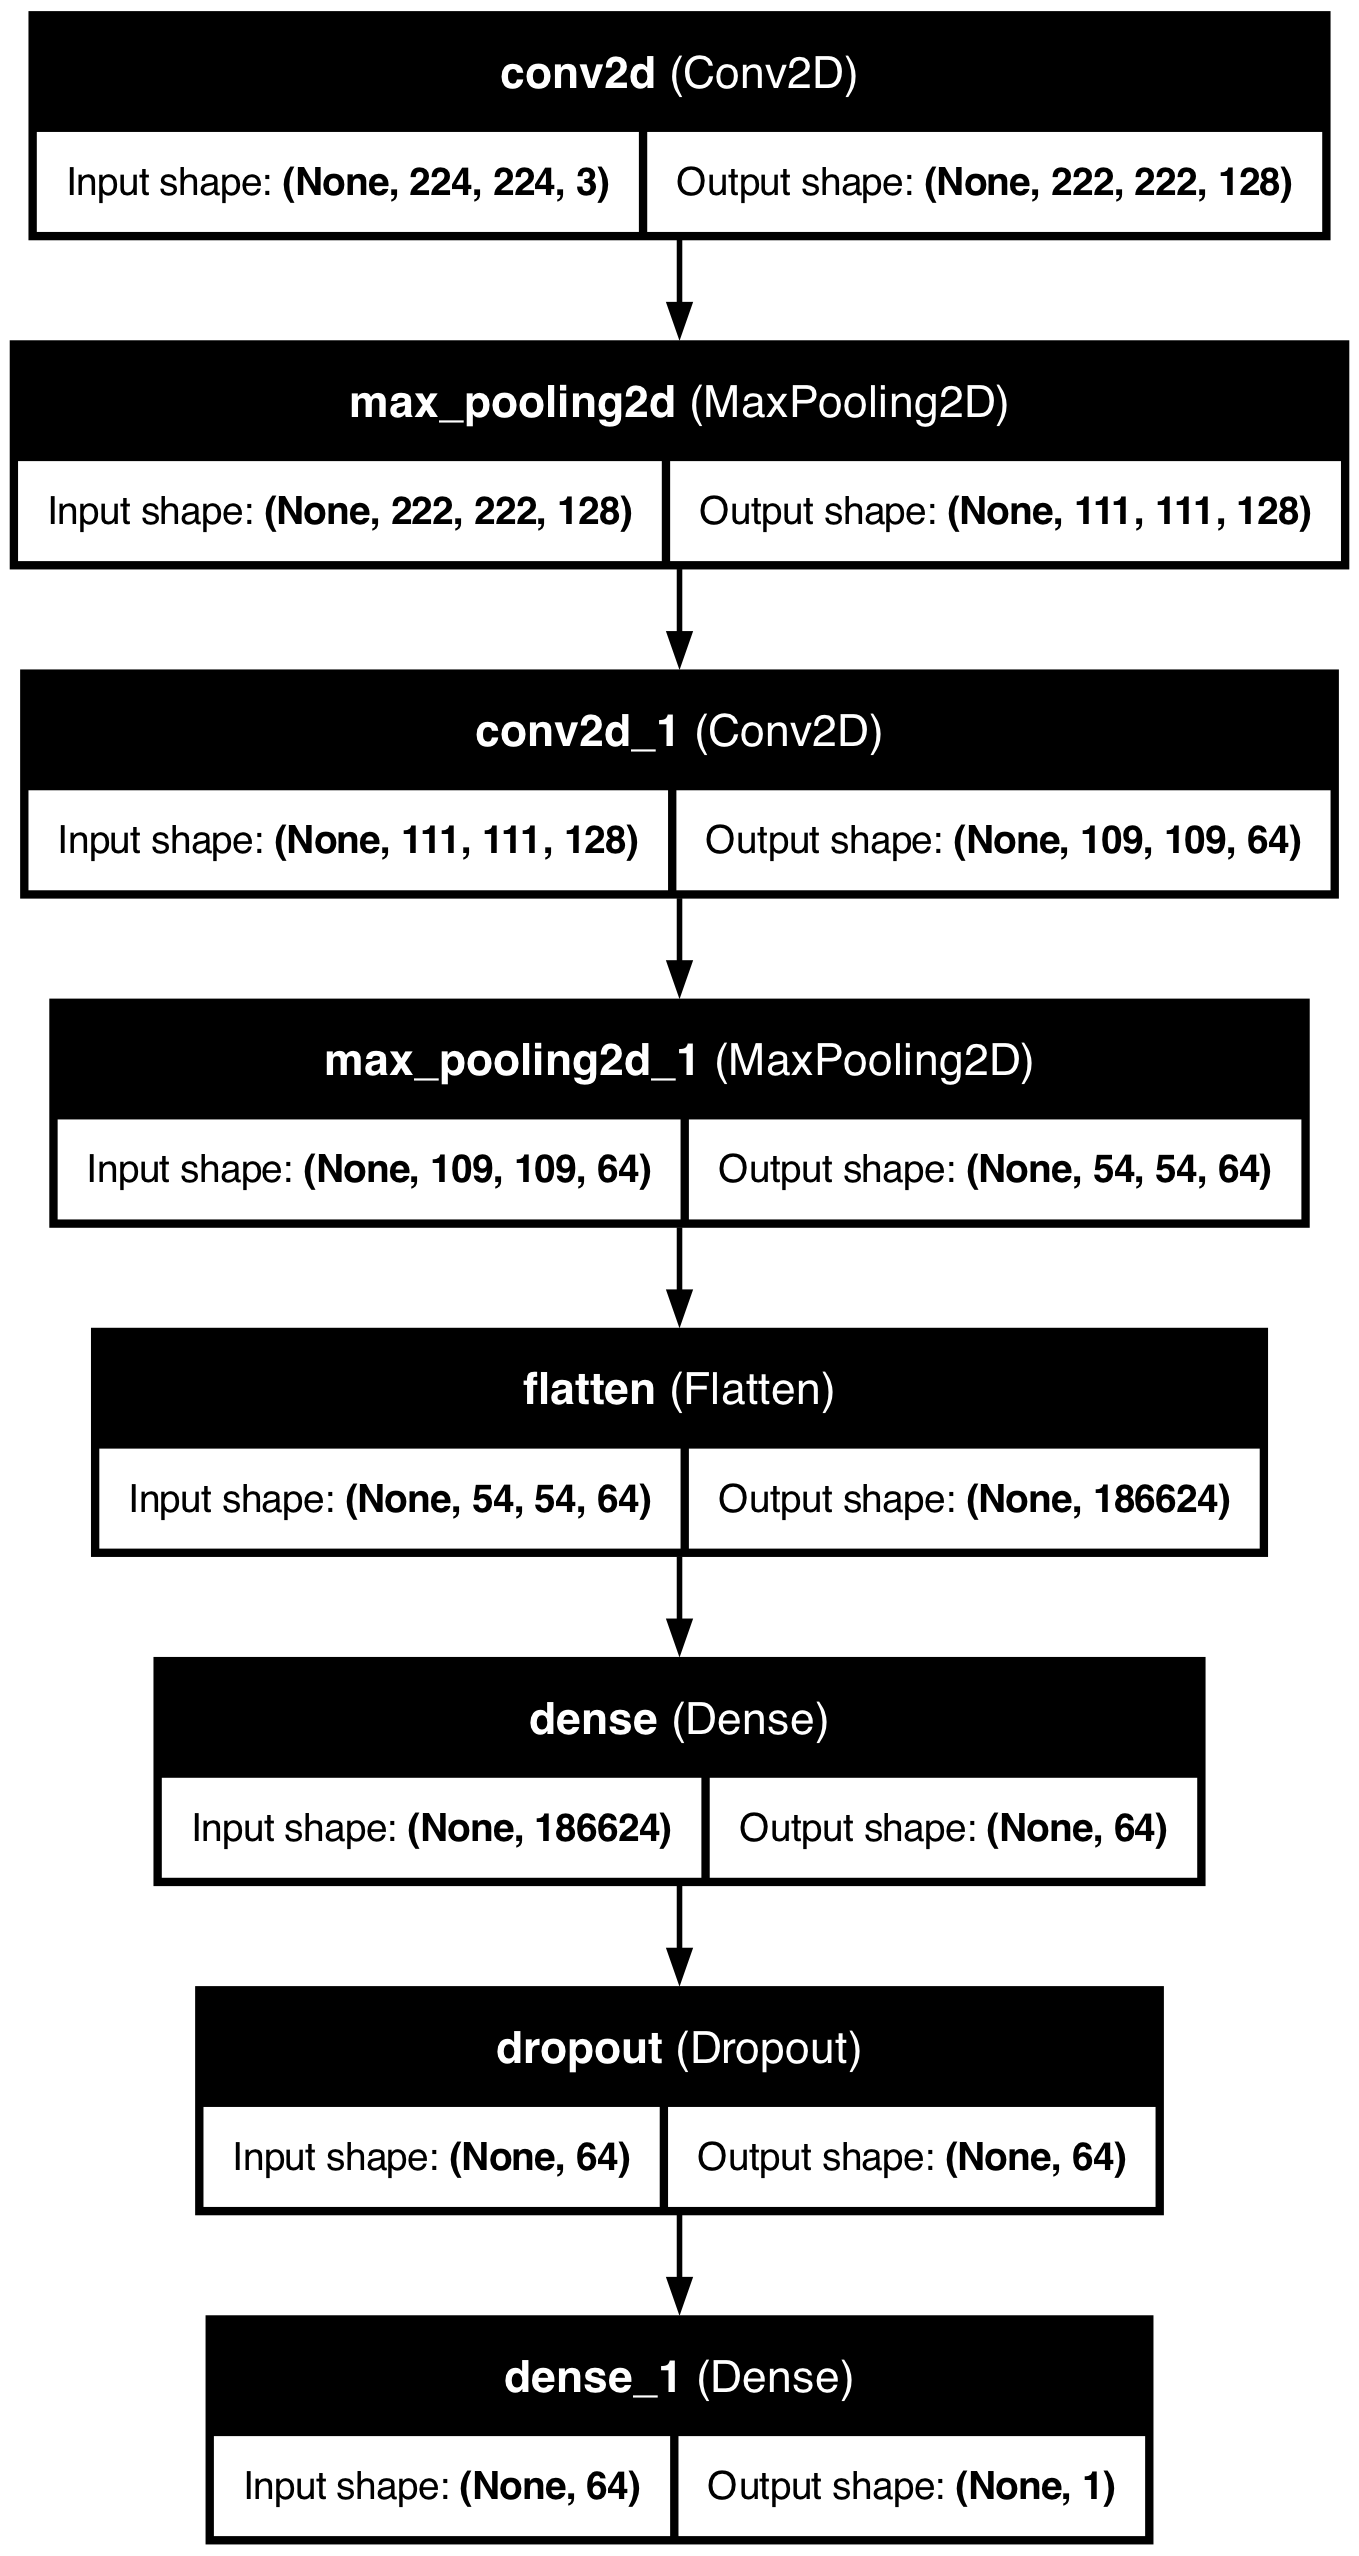 conv2d (Conv2D)
Input shape: (None, 224, 224, 3)
Output shape: (None, 222, 222, 128)
max_pooling2d (MaxPooling2D)
Input shape: (None, 222, 222, 128)
Output shape: (None, 111, 111, 128)
conv2d_1 (Conv2D)
Input shape: (None, 111, 111, 128)
Output shape: (None, 109, 109, 64)
max_pooling2d_1 (MaxPooling2D)
Input shape: (None, 109, 109, 64)
Output shape: (None, 54, 54, 64)
flatten (Flatten)
Input shape: (None, 54, 54, 64)
Output shape: (None, 186624)
dense (Dense)
Input shape: (None, 186624)
Output shape: (None, 64)
dropout (Dropout)
Input shape: (None, 64)
Output shape: (None, 64)
dense_1 (Dense)
Input shape: (None, 64)
Output shape: (None, 1)